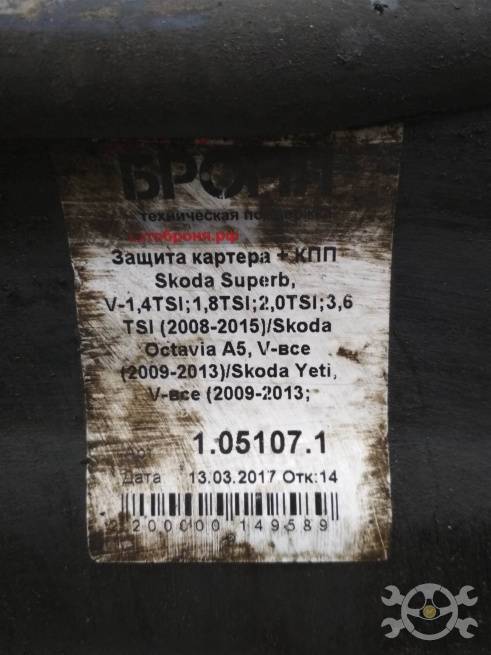 БРОНЯ
техническая поддержка
автоброня.рф
Защита картера + КПП
Skoda Superb,
V-1,4TSI;1,8TSI;2,0TSI;3,6
TSI (2008-2015)/Skoda
Octavia A5, V-все
(2009-2013)/Skoda Yeti,
V-все (2009-2013;
Арт 1.05107.1
Дата 13.03.2017 Отк:14
2200000149589